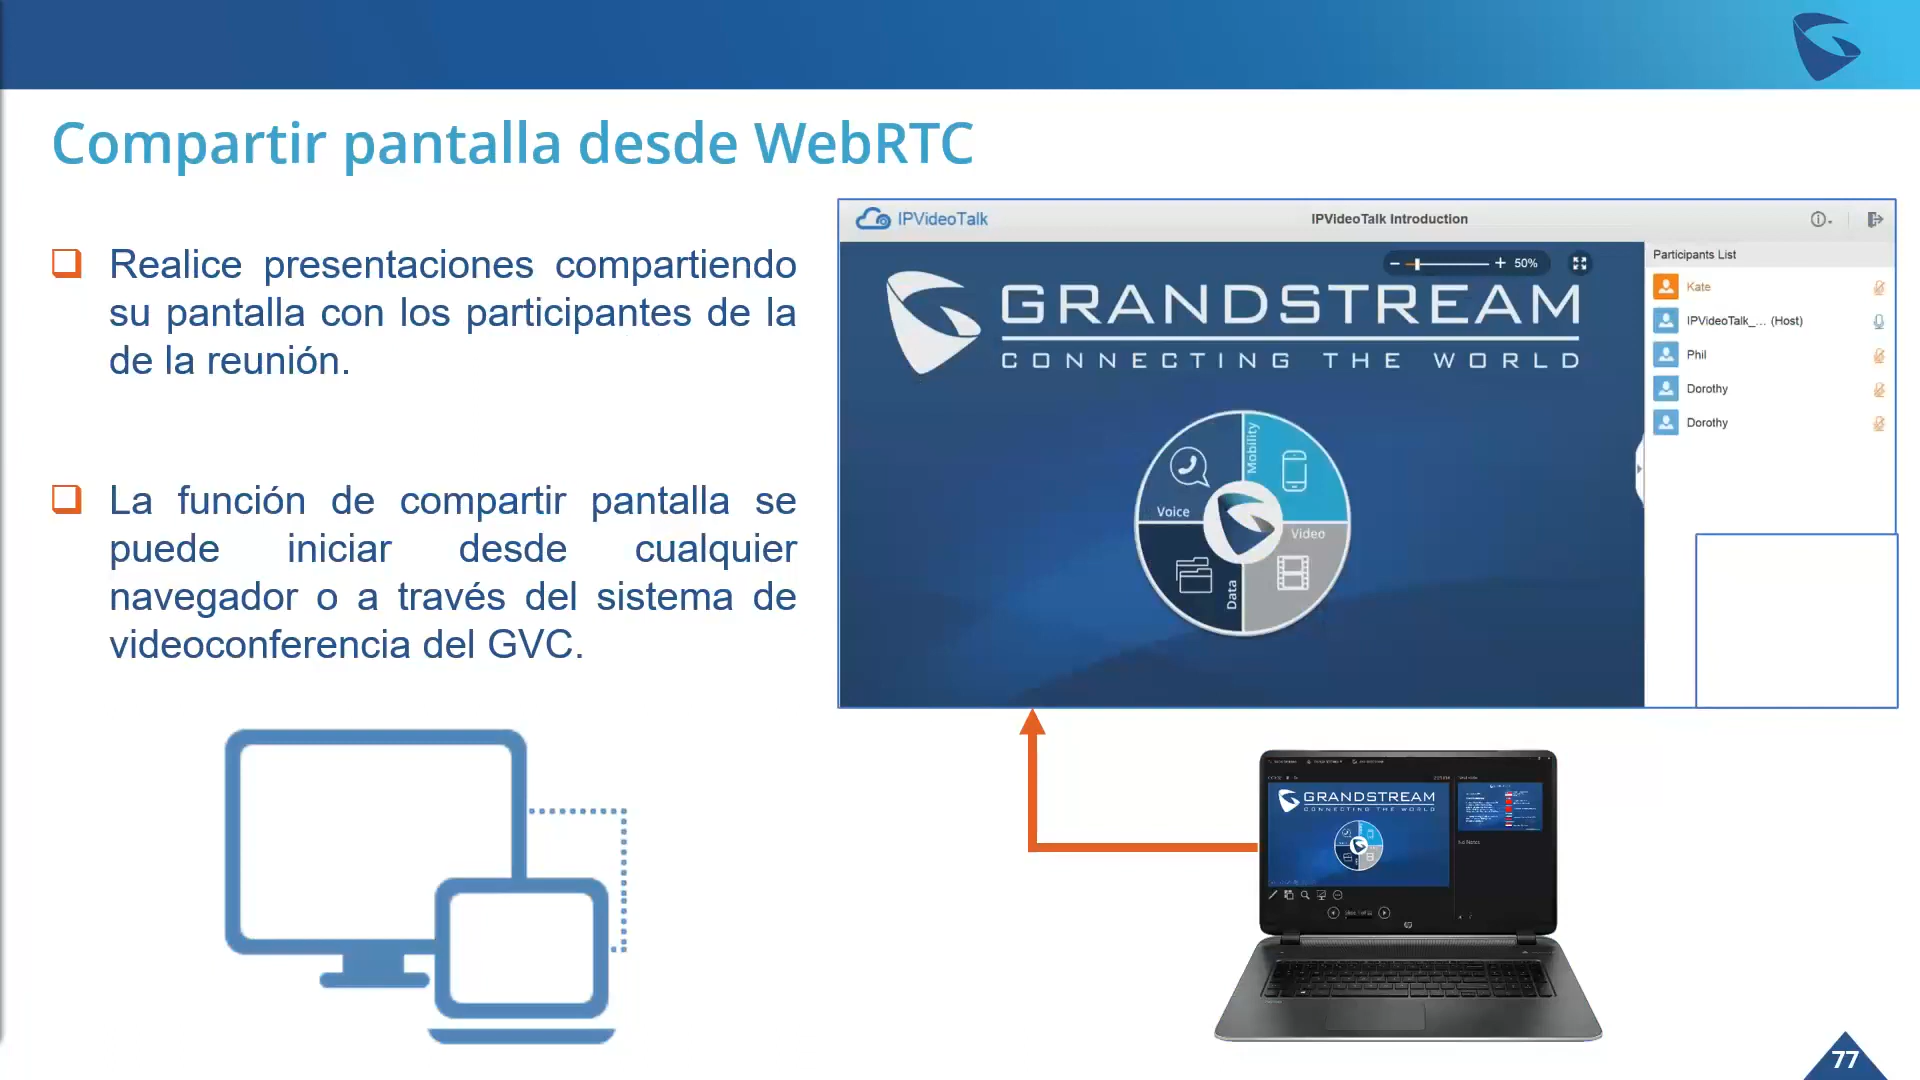 Compartir pantalla desde WebRTC
Realice presentaciones compartiendo
su pantalla con los participantes de la
de la reunión.
La función de compartir pantalla se
puede iniciar desde cualquier
navegador o a través del sistema de
videoconferencia del GVC.
IPVideoTalk
IPVideoTalk Introduction
50%
GRANDSTREAM
CONNECTING THE WORLD
Voice
Mobility
Video
Data
Participants List
Kate
IPVideoTalk_... (Host)
Phil
Dorothy
Dorothy
GRANDSTREAM
CONNECTING THE WORLD
77